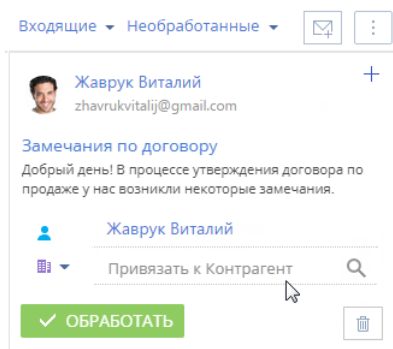 Входящие Необработанные
Жаврук Виталий
zhavrukvitalij@gmail.com
Замечания по договору
Добрый день! В процессе утверждения договора по
продаже у нас возникли некоторые замечания.
Жаврук Виталий
Привязать к Контрагент
ОБРАБОТАТЬ